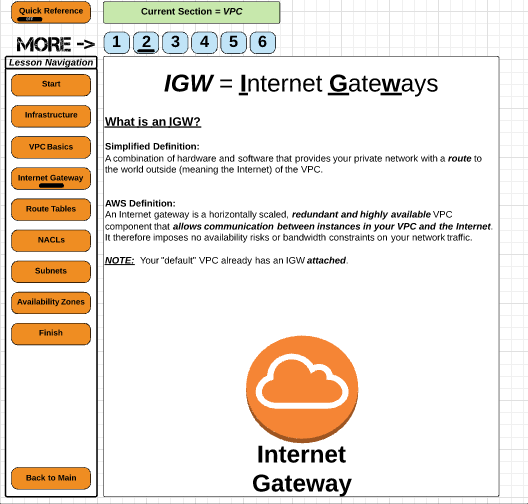 Quick Reference
Current Section = VPC
MORE ->
1 2 3 4 5 6
Lesson Navigation
Start
Infrastructure
VPC Basics
Internet Gateway
Route Tables
NACLs
Subnets
Availability Zones
Finish
Back to Main
IGW = Internet Gateways
What is an IGW?
Simplified Definition:
A combination of hardware and software that provides your private network with a route to
the world outside (meaning the Internet) of the VPC.
AWS Definition:
An Internet gateway is a horizontally scaled, redundant and highly available VPC
component that allows communication between instances in your VPC and the Internet.
It therefore imposes no availability risks or bandwidth constraints on your network traffic.
NOTE: Your "default" VPC already has an IGW attached.
Internet
Gateway